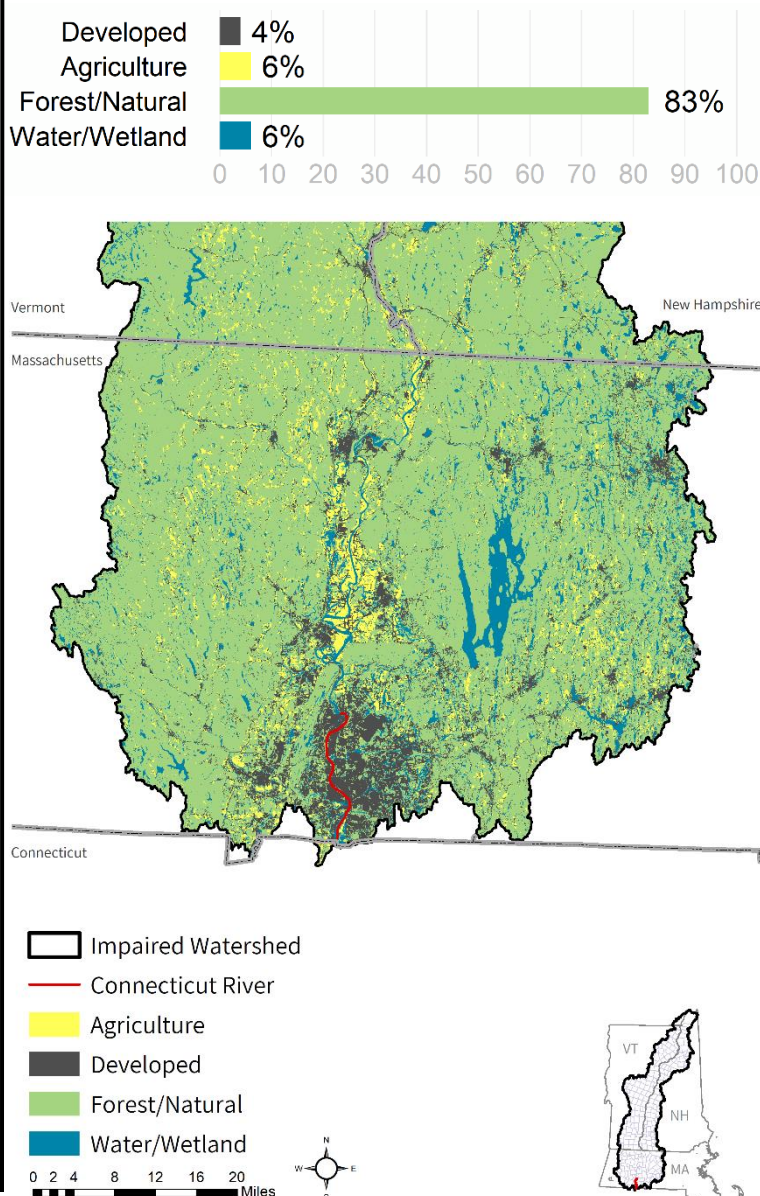 Developed 4%
Agriculture 6%
Forest/Natural 83%
Water/Wetland 6%
0 10 20 30 40 50 60 70 80 90 100
Vermont
New Hampshire
Massachusetts
Connecticut
Impaired Watershed
Connecticut River
Agriculture
Developed
Forest/Natural
Water/Wetland
VT
NH
MA
N
W E
0 2 4 8 12 16 20
Miles